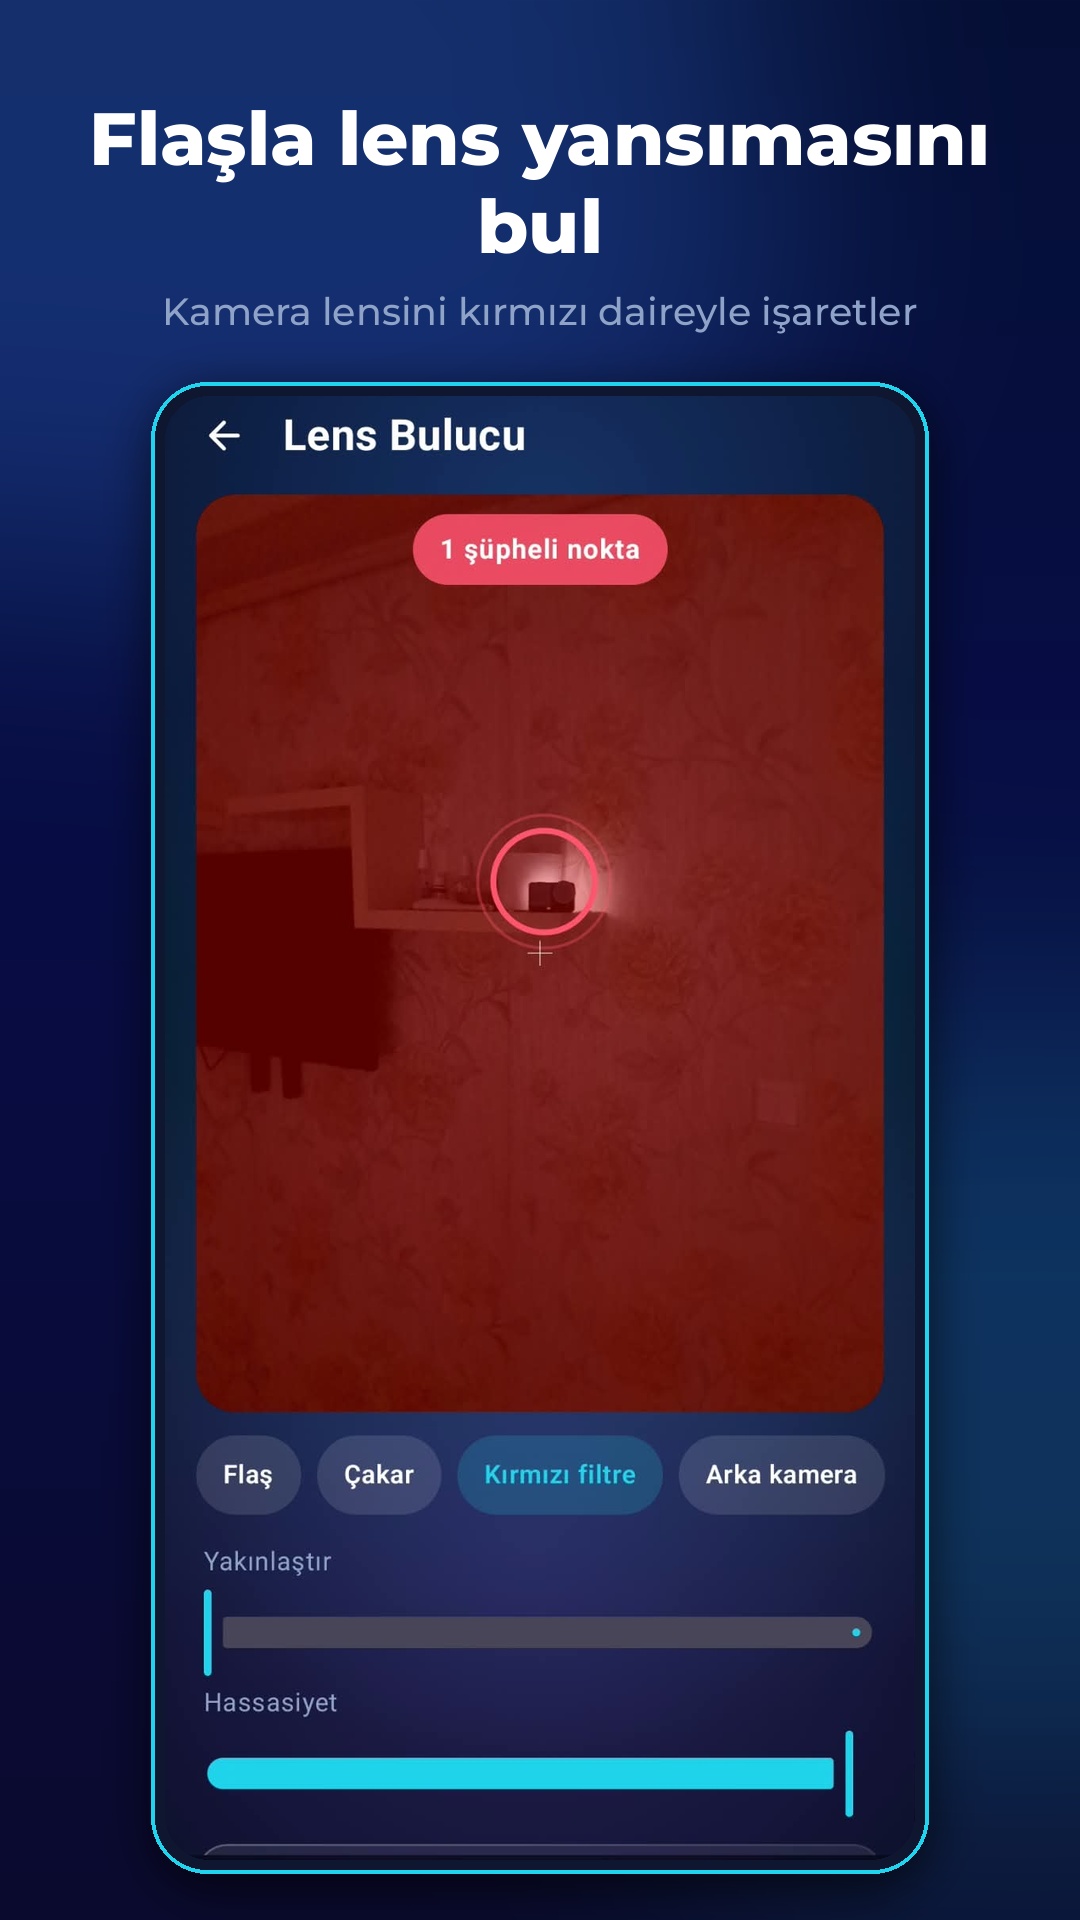 Flaşla lens yansımasını
bul
Kamera lensini kırmızı daireyle işaretler
Lens Bulucu
1 şüpheli nokta
Flaş
Çakar
Kırmızı filtre
Arka kamera
Yakınlaştır
Hassasiyet